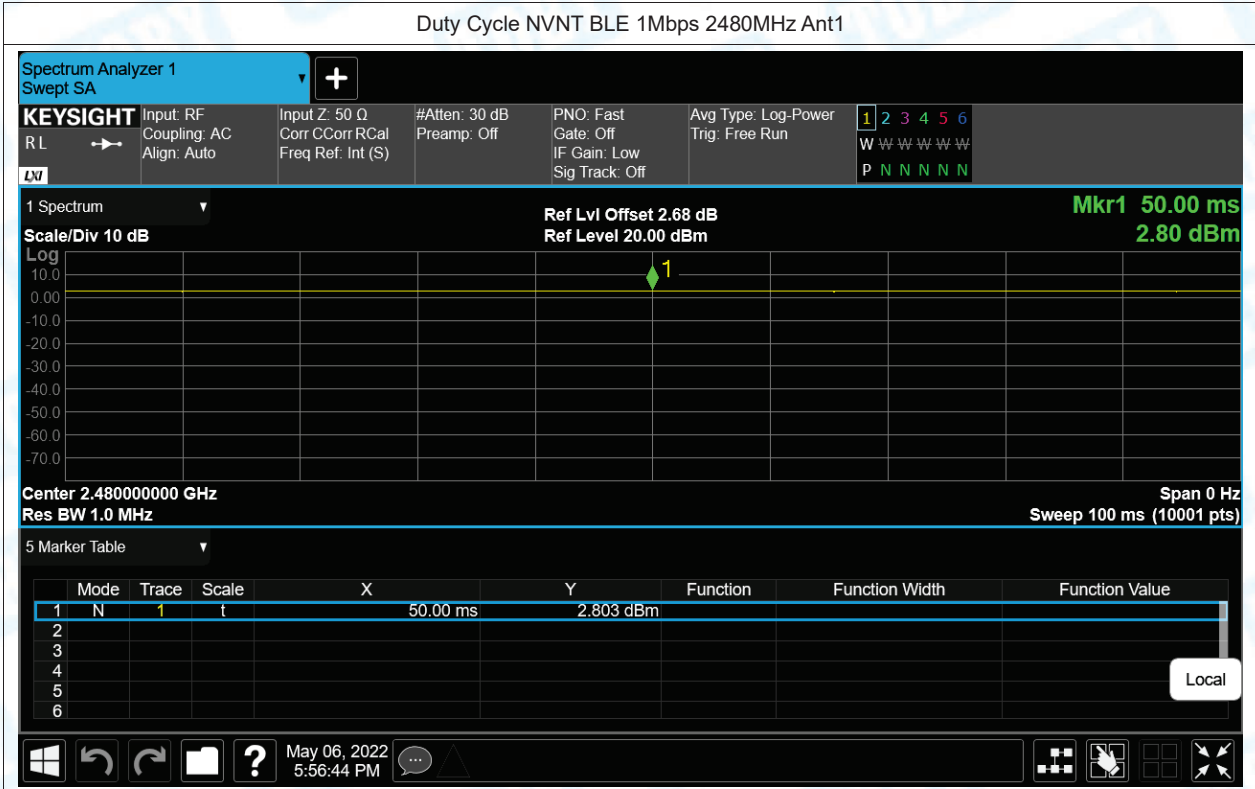 Duty Cycle NVNT BLE 1Mbps 2480MHz Ant1
Spectrum Analyzer 1
Swept SA
KEYSIGHT
RL
LXI
Input: RF
Coupling: AC
Align: Auto
Input Z: 50 Ω
Corr CCorr RCal
Freq Ref: Int (S)
#Atten: 30 dB
Preamp: Off
PNO: Fast
Gate: Off
IF Gain: Low
Sig Track: Off
Avg Type: Log-Power
Trig: Free Run
1 2 3 4 5 6
W W W W W W
P N N N N N
1 Spectrum
Scale/Div 10 dB
Ref Lvl Offset 2.68 dB
Ref Level 20.00 dBm
Mkr1 50.00 ms
2.80 dBm
Log
10.0
0.00
-10.0
-20.0
-30.0
-40.0
-50.0
-60.0
-70.0
1
Center 2.480000000 GHz
Res BW 1.0 MHz
Span 0 Hz
Sweep 100 ms (10001 pts)
5 Marker Table
Mode Trace Scale X Y Function Function Width Function Value
1 N 1 t 50.00 ms 2.803 dBm
2
3
4
5
6
Local
May 06, 2022
5:56:44 PM